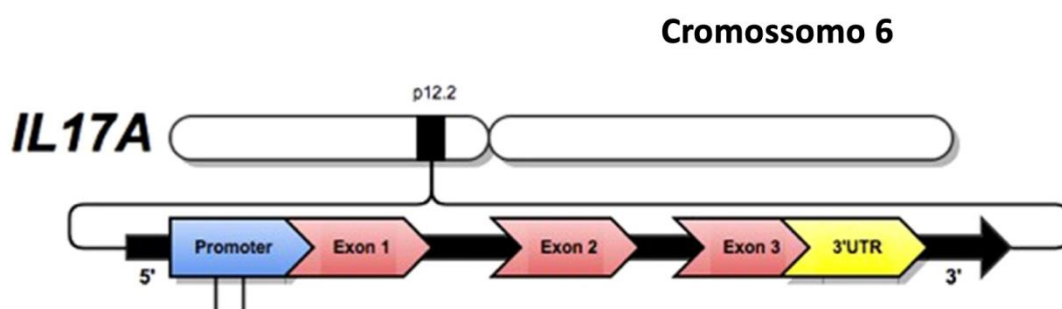 Cromossomo 6
p12.2
IL17A
Promoter Exon 1 Exon 2 Exon 3 3'UTR
5' 3'